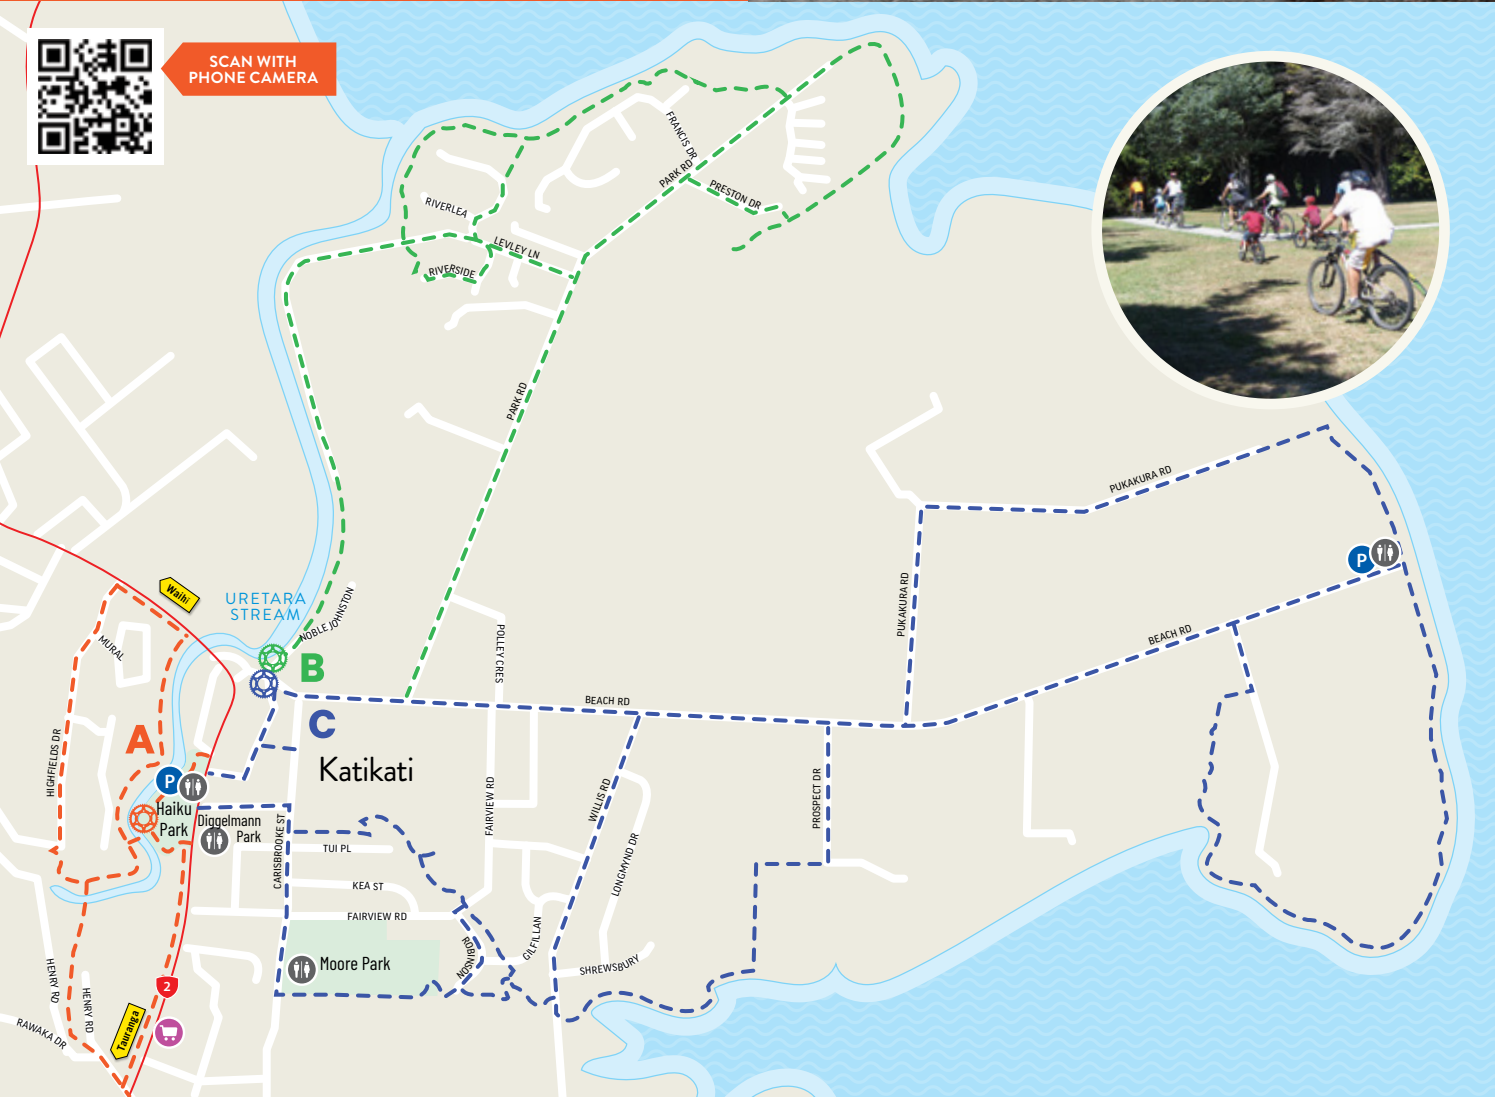 SCAN WITH
PHONE CAMERA
FRANCIS DR
PARK RD
PRESTON DR
RIVERLEA
LEVLEY LN
RIVERSIDE
PARK RD
PUKAKURA RD
P
Waihi
URETARA
STREAM
NOBLE JOHNSTON
PUKAKURA RD
MURAL
POLLEY CRES
BEACH RD
B
BEACH RD
C
A
HIGHFIELDS DR
Katikati
P
Haiku
Park
Diggelmann
Park
FAIRVIEW RD
WILLIS RD
PROSPECT DR
CARISBROOKE ST
TUI PL
LONGMYND DR
KEA ST
FAIRVIEW RD
ROBINSON
GILFILLAN
SHREWSBURY
Moore Park
HENRY RD
HENRY RD
2
Tauranga
RAWAKA DR